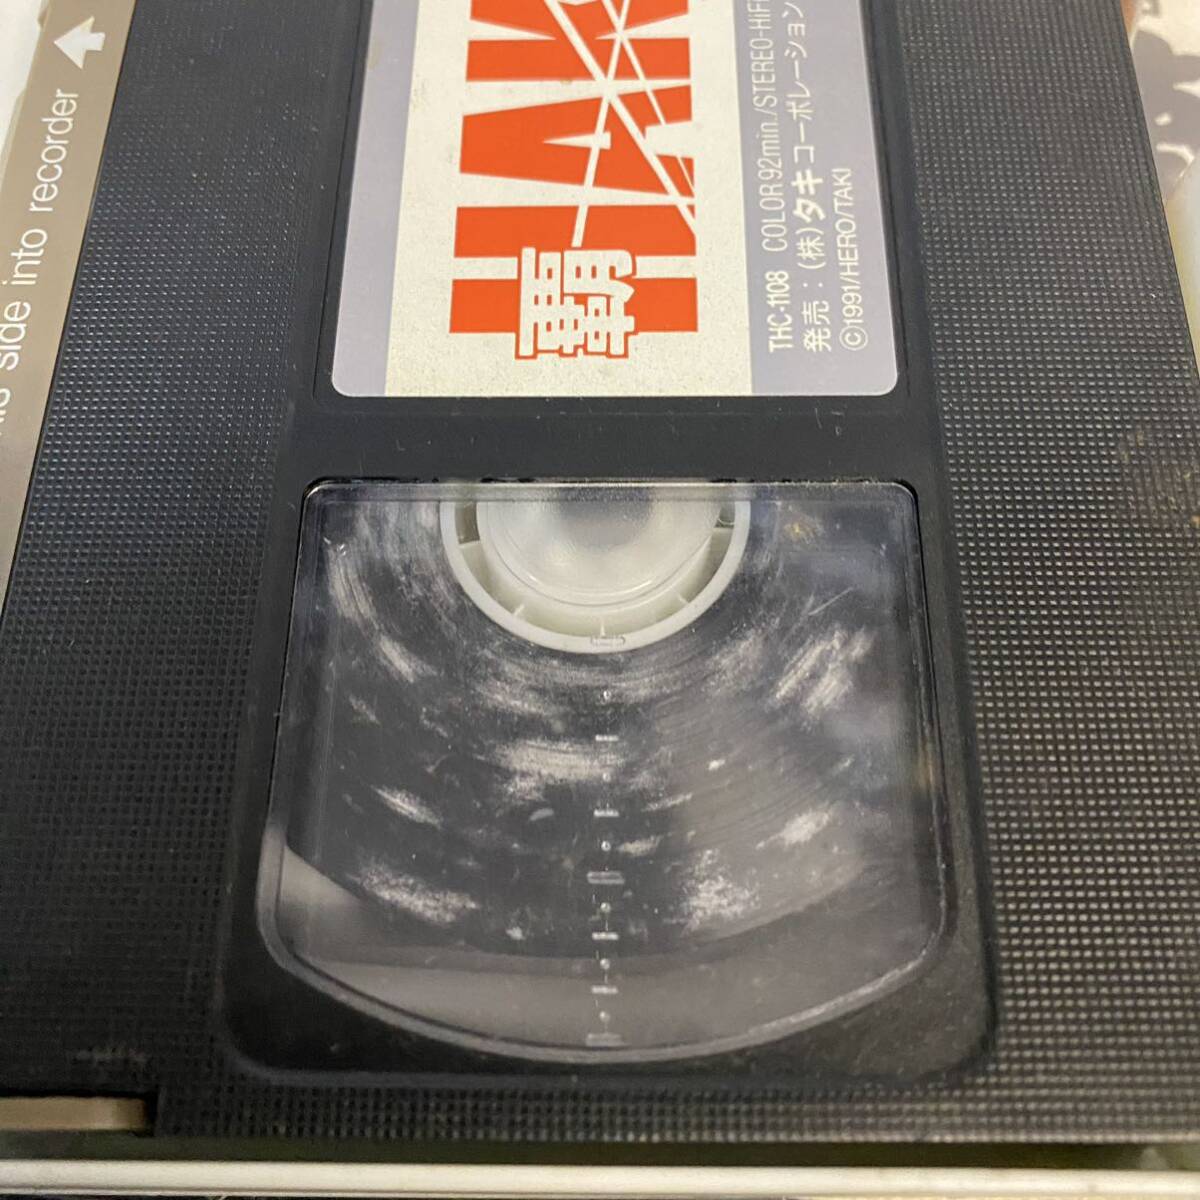 HAK
覇
THC-1108 COLOR 92min./STEREO-HiFi
発売：(株)タキコーポレーション
©1991/HERO/TAKI
side into recorder